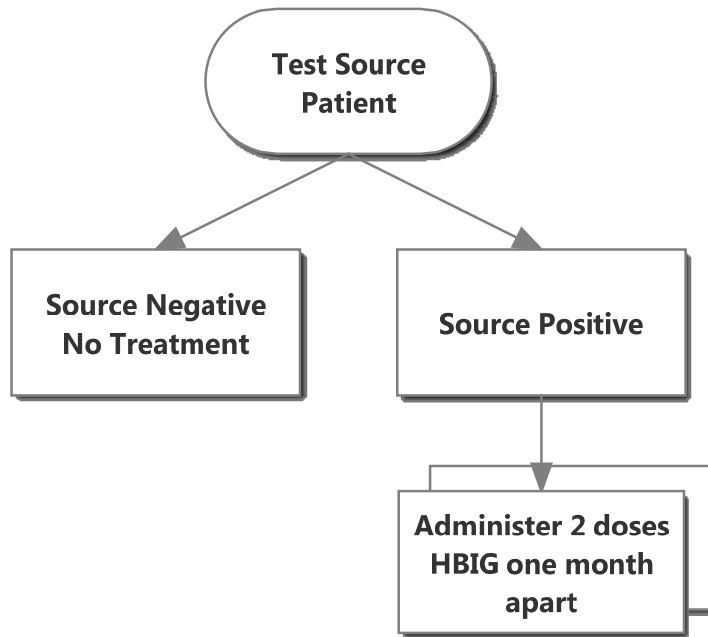 Test Source
Patient
Source Negative
No Treatment
Source Positive
Administer 2 doses
HBIG one month
apart